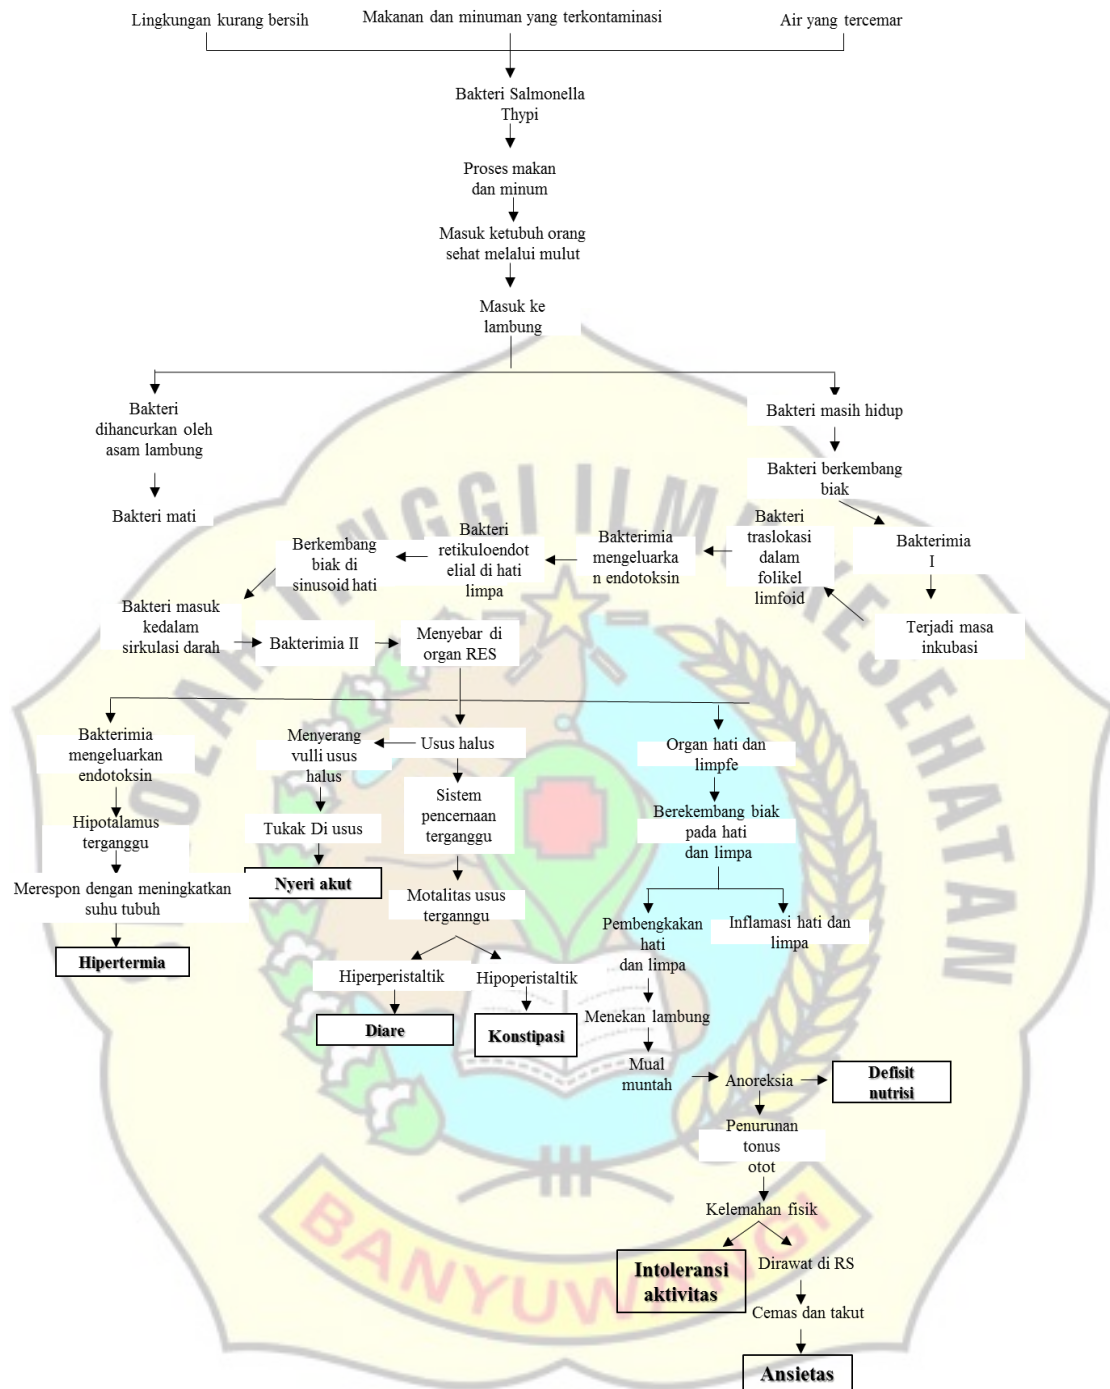 Lingkungan kurang bersih
Makanan dan minuman yang terkontaminasi
Air yang tercemar
Bakteri Salmonella
Thypi
Proses makan
dan minum
Masuk ketubuh orang
sehat melalui mulut
Masuk ke
lambung
Bakteri
dihancurkan oleh
asam lambung
Bakteri mati
Bakteri masih hidup
Bakteri berkembang
biak
Bakterimia
I
Terjadi masa
inkubasi
Bakteri
traslokasi
dalam
folikel
limfoid
Bakterimia
mengeluarka
n endotoksin
Bakteri
retikuloendot
elial di hati
limpa
Berkembang
biak di
sinusoid hati
Bakteri masuk
kedalam
sirkulasi darah
Bakterimia II
Menyebar di
organ RES
Bakterimia
mengeluarkan
endotoksin
Hipotalamus
terganggu
Merespon dengan meningkatkan
suhu tubuh
Hipertermia
Menyerang
vulli usus
halus
Tukak Di usus
Nyeri akut
Usus halus
Sistem
pencernaan
terganggu
Motalitas usus
terganngu
Hiperperistaltik
Diare
Hipoperistaltik
Konstipasi
Organ hati dan
limpfe
Berekembang biak
pada hati
dan limpa
Pembengkakan
hati
dan limpa
Inflamasi hati dan
limpa
Menekan lambung
Mual
muntah
Anoreksia
Defisit
nutrisi
Penurunan
tonus
otot
Kelemahan fisik
Intoleransi
aktivitas
Dirawat di RS
Cemas dan takut
Ansietas
OLAH TINGGI ILMU KESEHATAN
BANYUWANGI